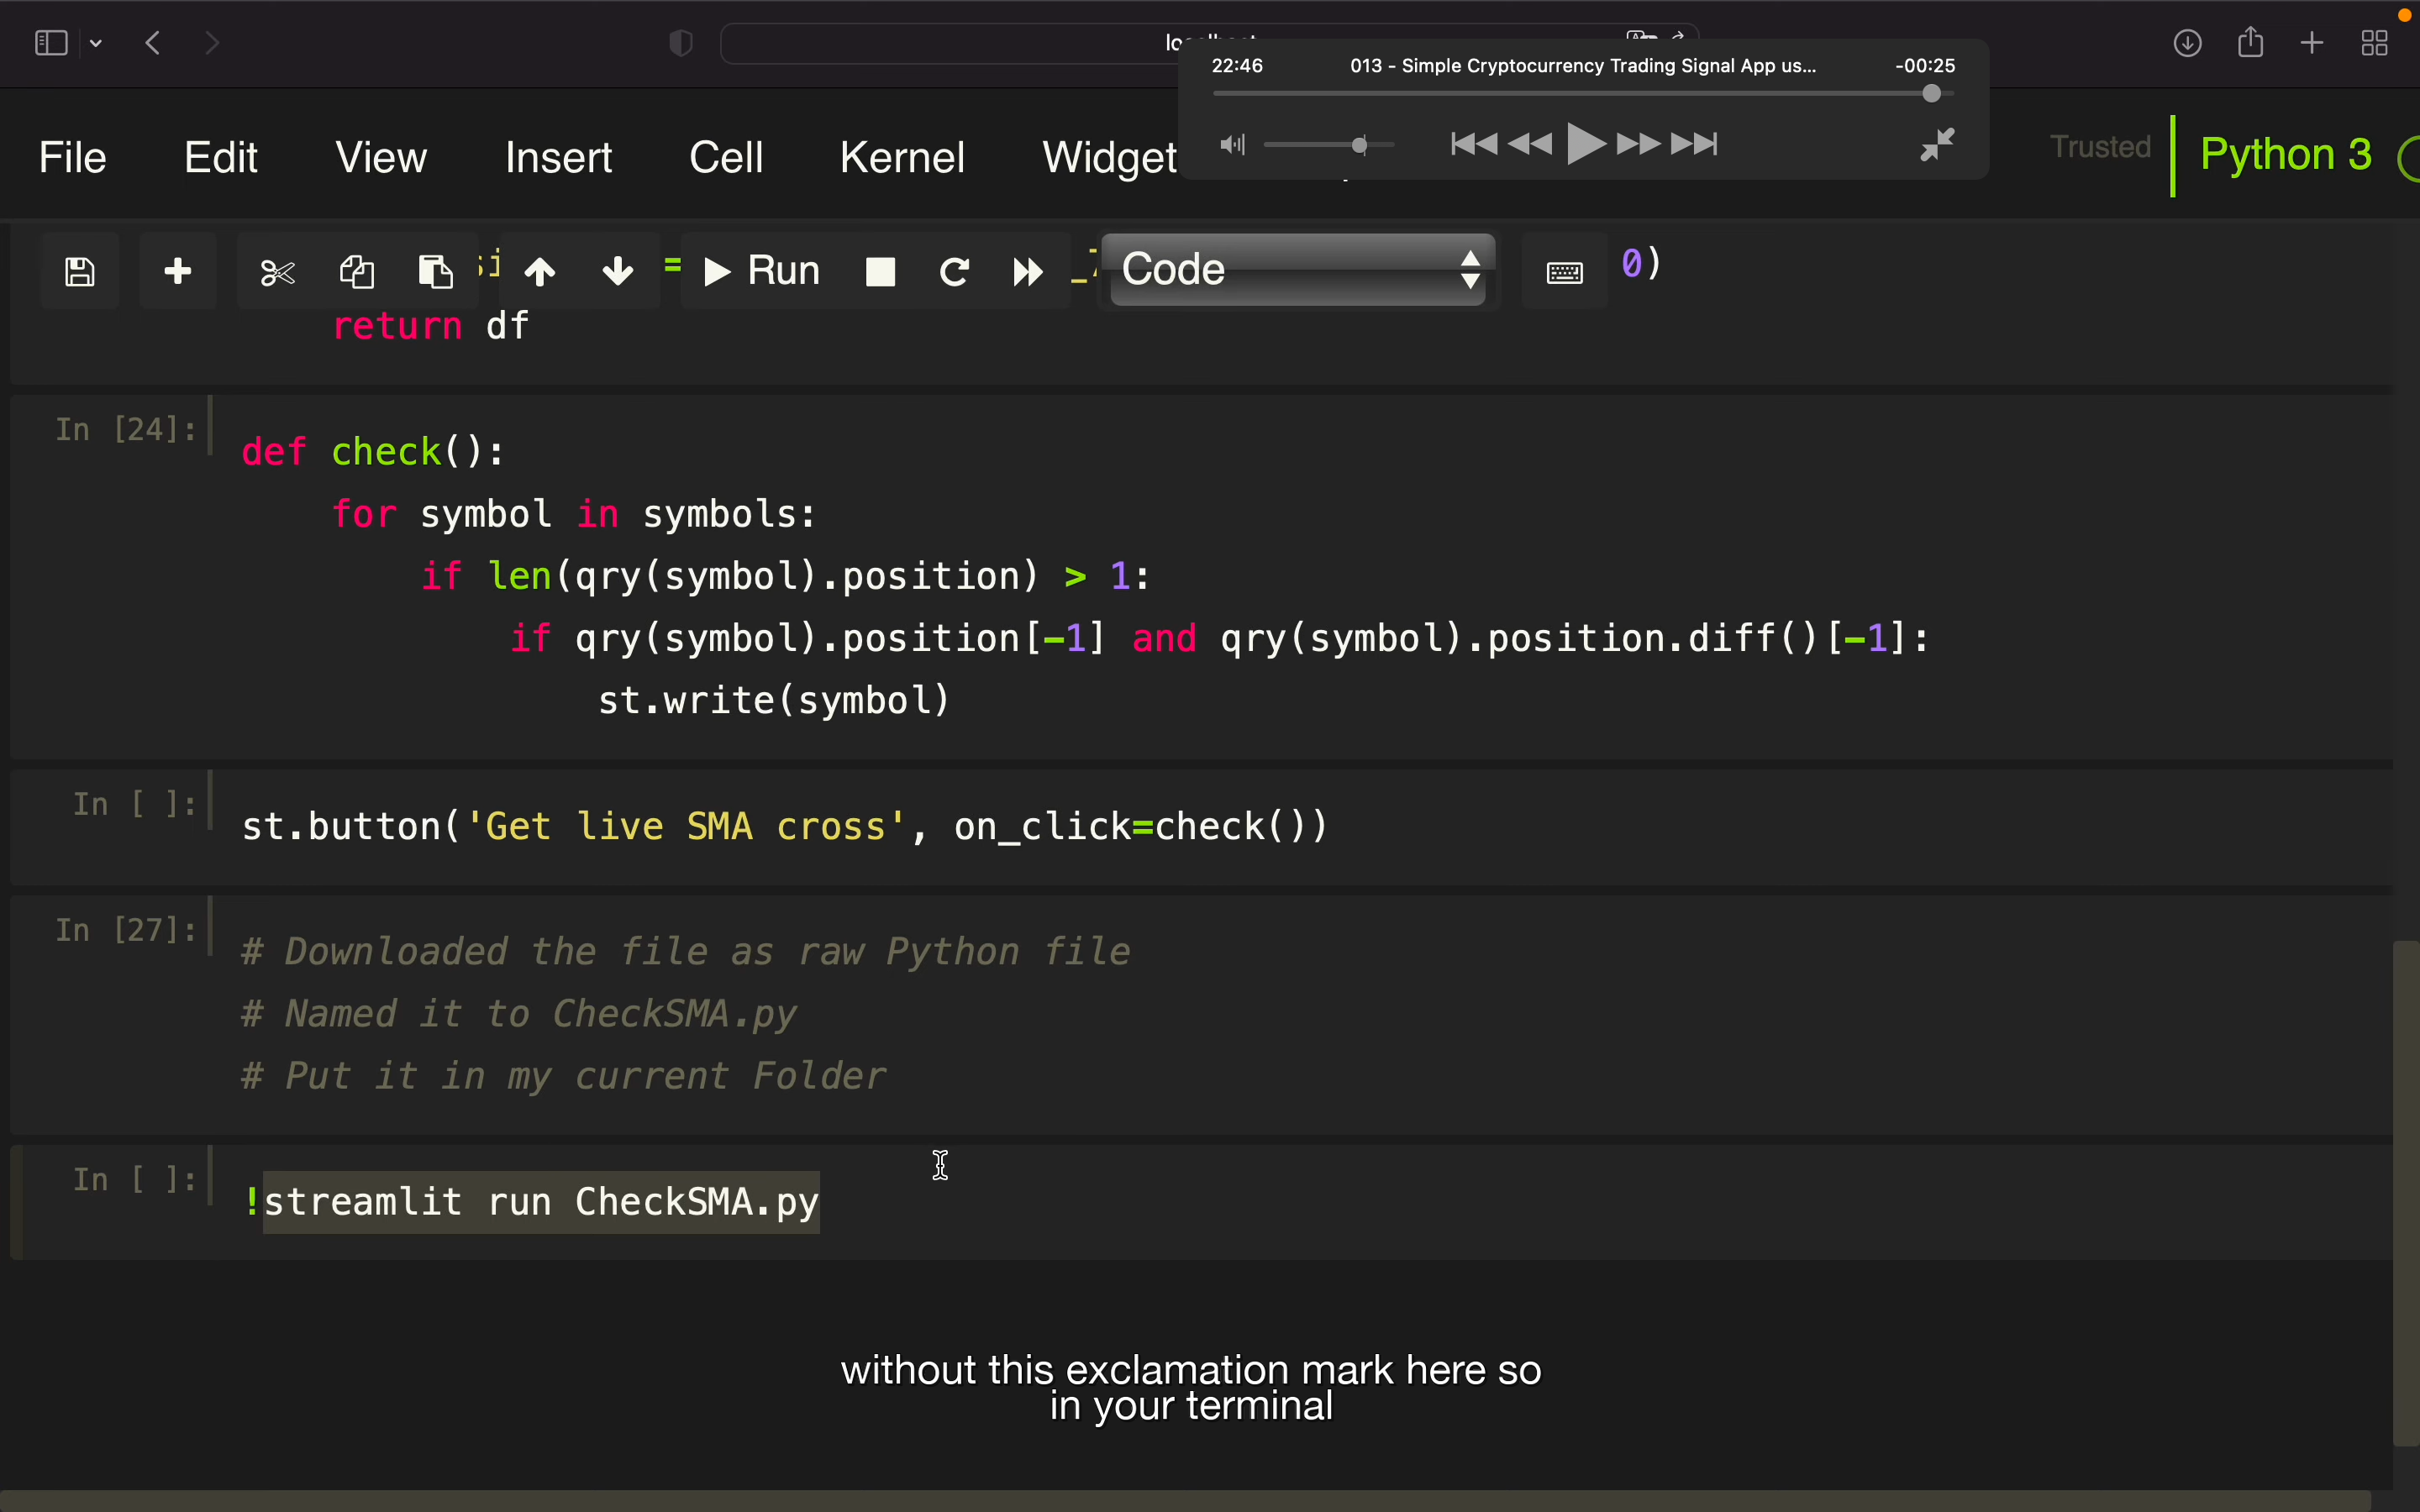 22:46 013 - Simple Cryptocurrency Trading Signal App us... -00:25
File Edit View Insert Cell Kernel Widget Trusted Python 3
Run Code 0)
return df
In [24]:
def check():
for symbol in symbols:
if len(qry(symbol).position) > 1:
if qry(symbol).position[-1] and qry(symbol).position.diff()[-1]:
st.write(symbol)
In [ ]:
st.button('Get live SMA cross', on_click=check())
In [27]:
# Downloaded the file as raw Python file
# Named it to CheckSMA.py
# Put it in my current Folder
In [ ]:
!streamlit run CheckSMA.py
without this exclamation mark here so
in your terminal